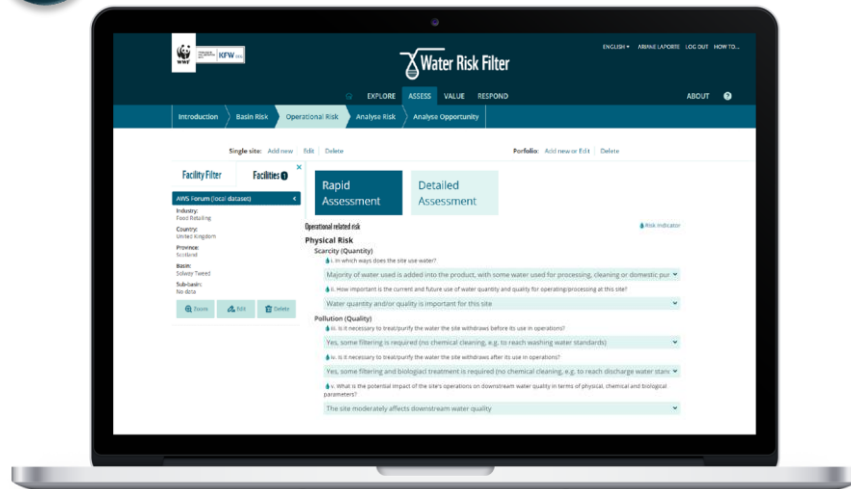 WWF KFW
ENGLISH ▾ ARIANE LAPORTE LOG OUT HOW TO...
Water Risk Filter
EXPLORE ASSESS VALUE RESPOND ABOUT ?
Introduction Basin Risk Operational Risk Analyse Risk Analyse Opportunity
Single site: Add new Edit Delete Portfolio: Add new or Edit Delete
Facility Filter Facilities 1 ×
AWS Forum (local dataset) <
Industry:
Food Retailing
Country:
United Kingdom
Province:
Scotland
Basin:
Solway Tweed
Sub-basin:
No data
Zoom Edit Delete
Rapid
Assessment
Detailed
Assessment
Operational related risk Risk Indicator
Physical Risk
Scarcity (Quantity)
i. In which ways does the site use water?
Majority of water used is added into the product, with some water used for processing, cleaning or domestic pur
ii. How important is the current and future use of water quantity and quality for operating/processing at this site?
Water quantity and/or quality is important for this site
Pollution (Quality)
iii. Is it necessary to treat/purify the water the site withdraws before its use in operations?
Yes, some filtering is required (no chemical cleaning, e.g. to reach washing water standards)
iv. Is it necessary to treat/purify the water the site withdraws after its use in operations?
Yes, some filtering and biological treatment is required (no chemical cleaning, e.g. to reach discharge water stan
v. What is the potential impact of the site's operations on downstream water quality in terms of physical, chemical and biological
parameters?
The site moderately affects downstream water quality